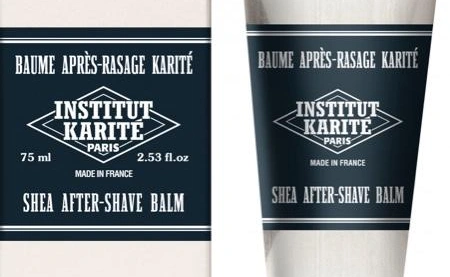 BAUME APRÈS-RASAGE KARITÉ
INSTITUT
KARITÉ
PARIS
75 ml 2.53 fl.oz
MADE IN FRANCE
SHEA AFTER-SHAVE BALM
BAUME APRÈS-RASAGE KARITÉ
INSTITUT
KARITÉ
PARIS
MADE IN FRANCE
SHEA AFTER-SHAVE BALM